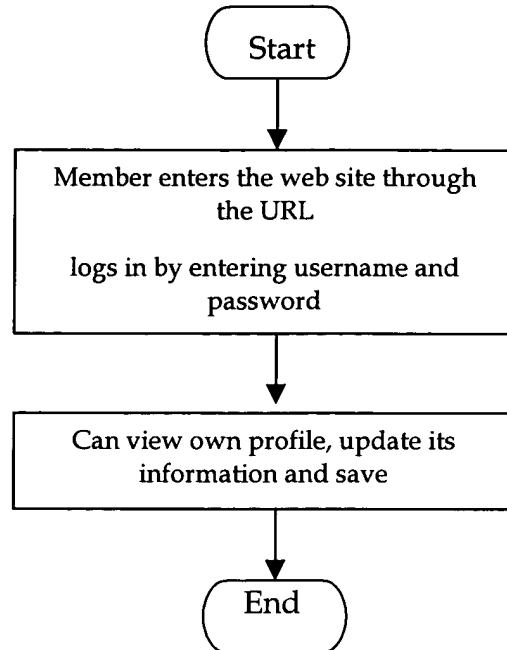 Start
Member enters the web site through
the URL
logs in by entering username and
password
Can view own profile, update its
information and save
End